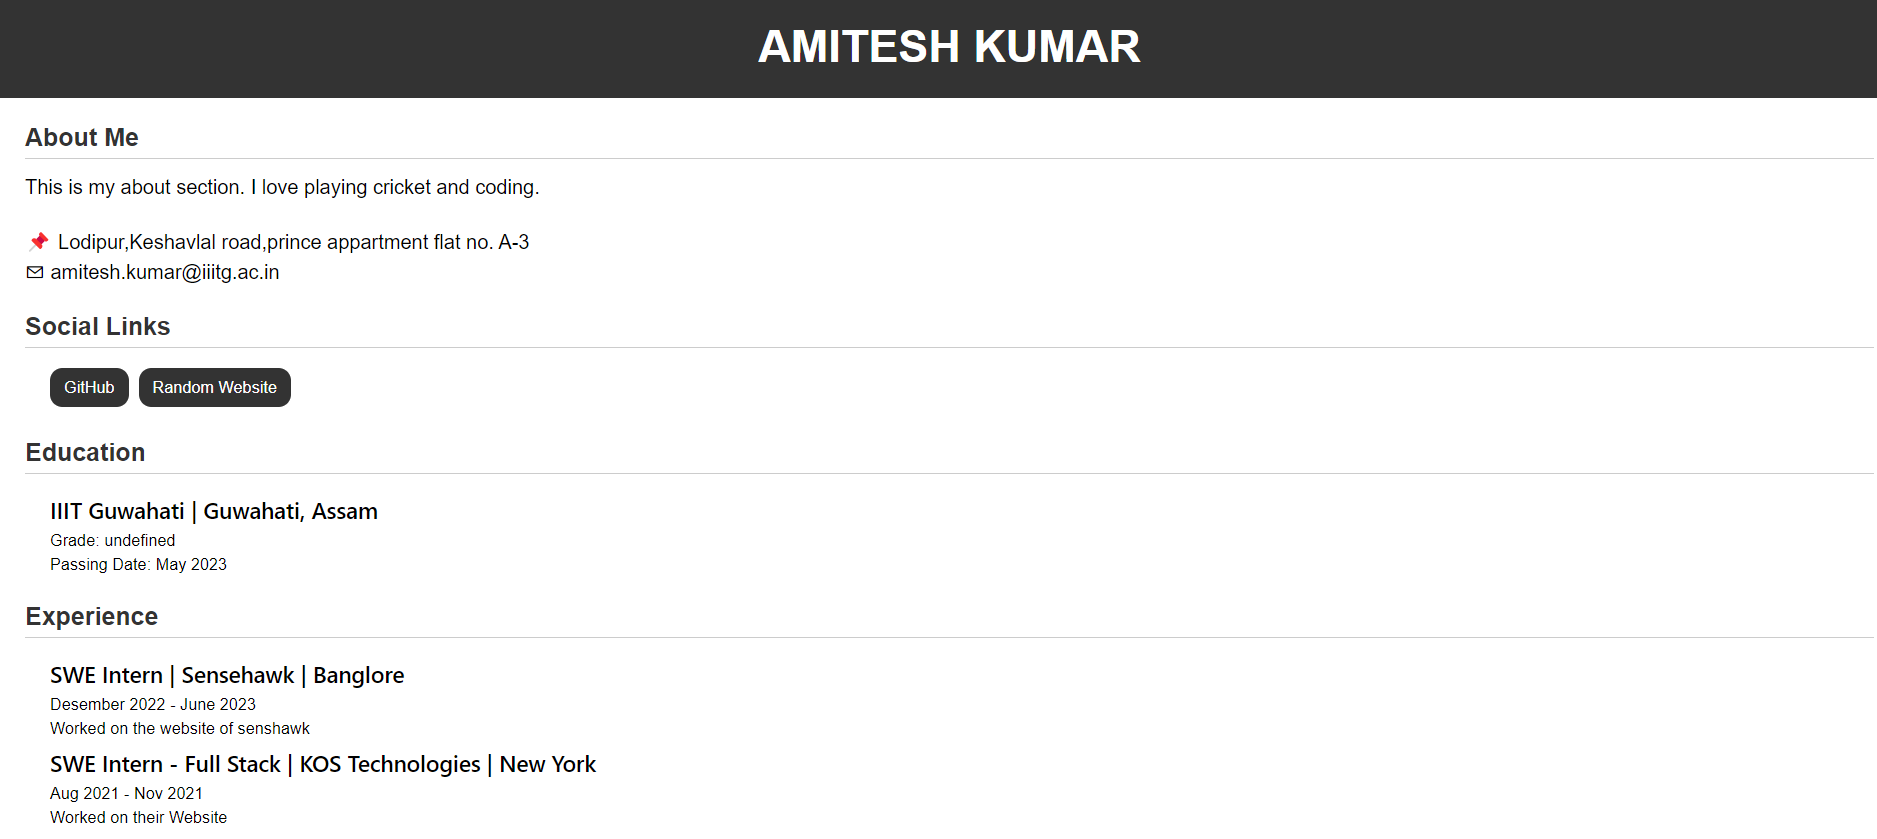 AMITESH KUMAR
About Me
This is my about section. I love playing cricket and coding.
Lodipur,Keshavlal road,prince appartment flat no. A-3
amitesh.kumar@iiitg.ac.in
Social Links
GitHub Random Website
Education
IIIT Guwahati | Guwahati, Assam
Grade: undefined
Passing Date: May 2023
Experience
SWE Intern | Sensehawk | Banglore
Desember 2022 - June 2023
Worked on the website of senshawk
SWE Intern - Full Stack | KOS Technologies | New York
Aug 2021 - Nov 2021
Worked on their Website